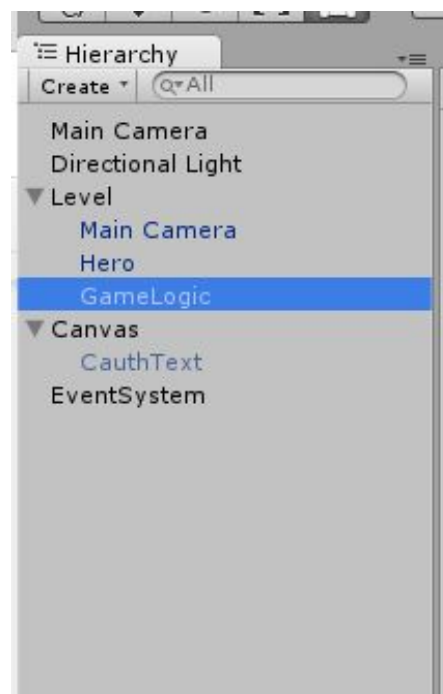 Hierarchy
Create All
Main Camera
Directional Light
Level
Main Camera
Hero
GameLogic
Canvas
CauthText
EventSystem